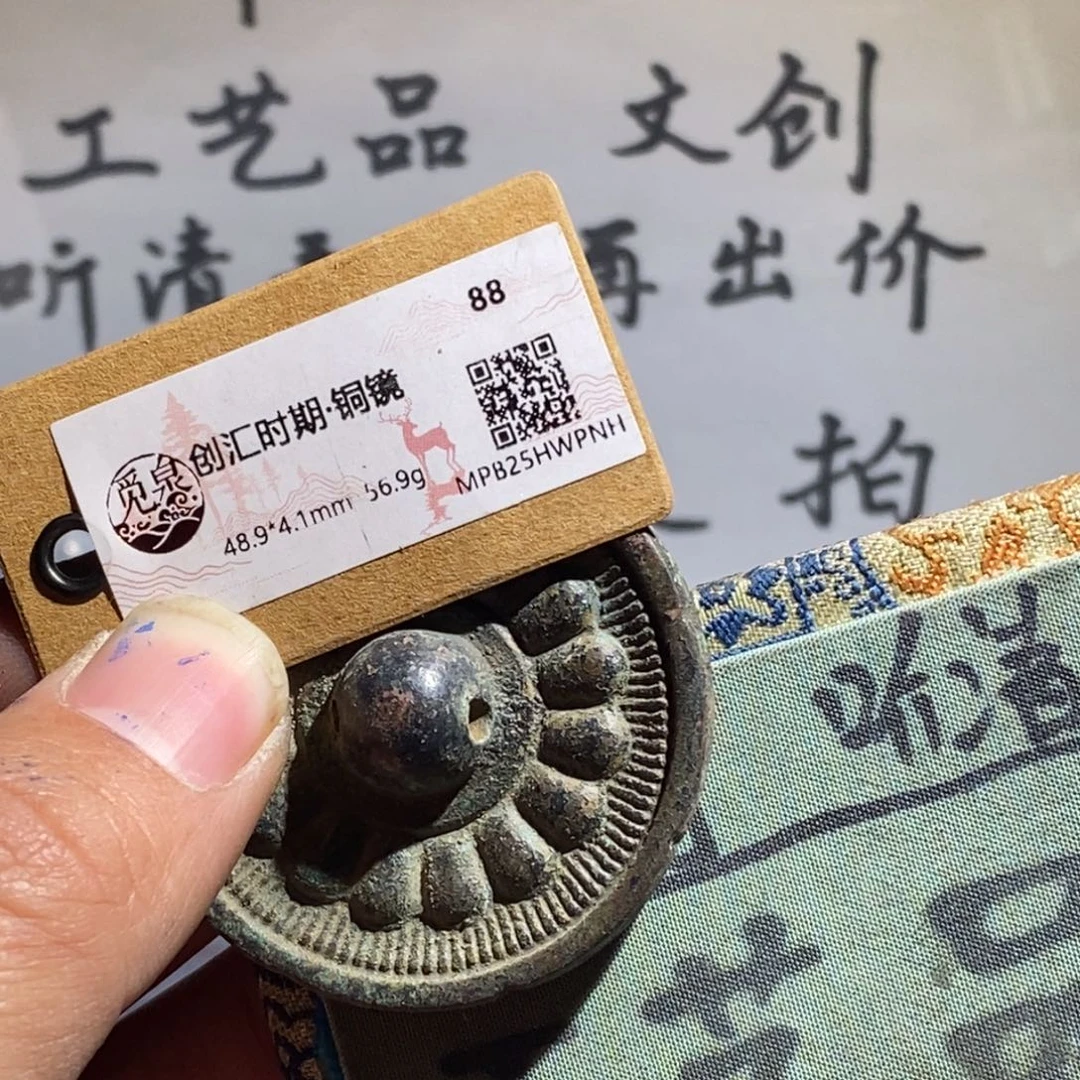 工艺品 文创
听清 再出价
拍
88
觅泉
创汇时期·铜镜
48.9*4.1mm 56.9g
MPB25HWPNH
听清